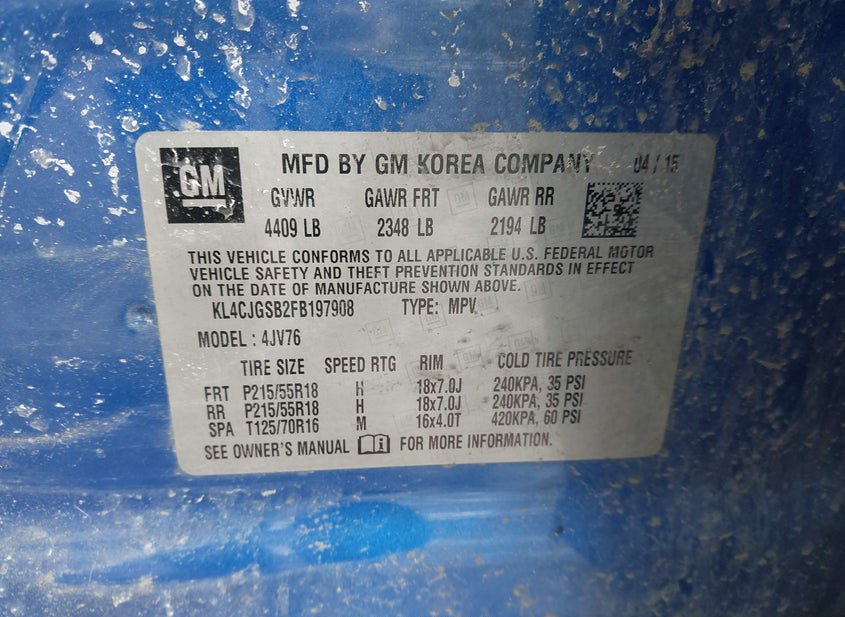 GM
MFD BY GM KOREA COMPANY 04 / 15
GVWR GAWR FRT GAWR RR
4409 LB 2348 LB 2194 LB
THIS VEHICLE CONFORMS TO ALL APPLICABLE U.S. FEDERAL MOTOR
VEHICLE SAFETY AND THEFT PREVENTION STANDARDS IN EFFECT
ON THE DATE OF MANUFACTURE SHOWN ABOVE.
KL4CJGSB2FB197908 TYPE: MPV
MODEL : 4JV76
TIRE SIZE SPEED RTG RIM COLD TIRE PRESSURE
FRT P215/55R18 H 18x7.0J 240KPA, 35 PSI
RR P215/55R18 H 18x7.0J 240KPA, 35 PSI
SPA T125/70R16 M 16x4.0T 420KPA, 60 PSI
SEE OWNER'S MANUAL FOR MORE INFORMATION.